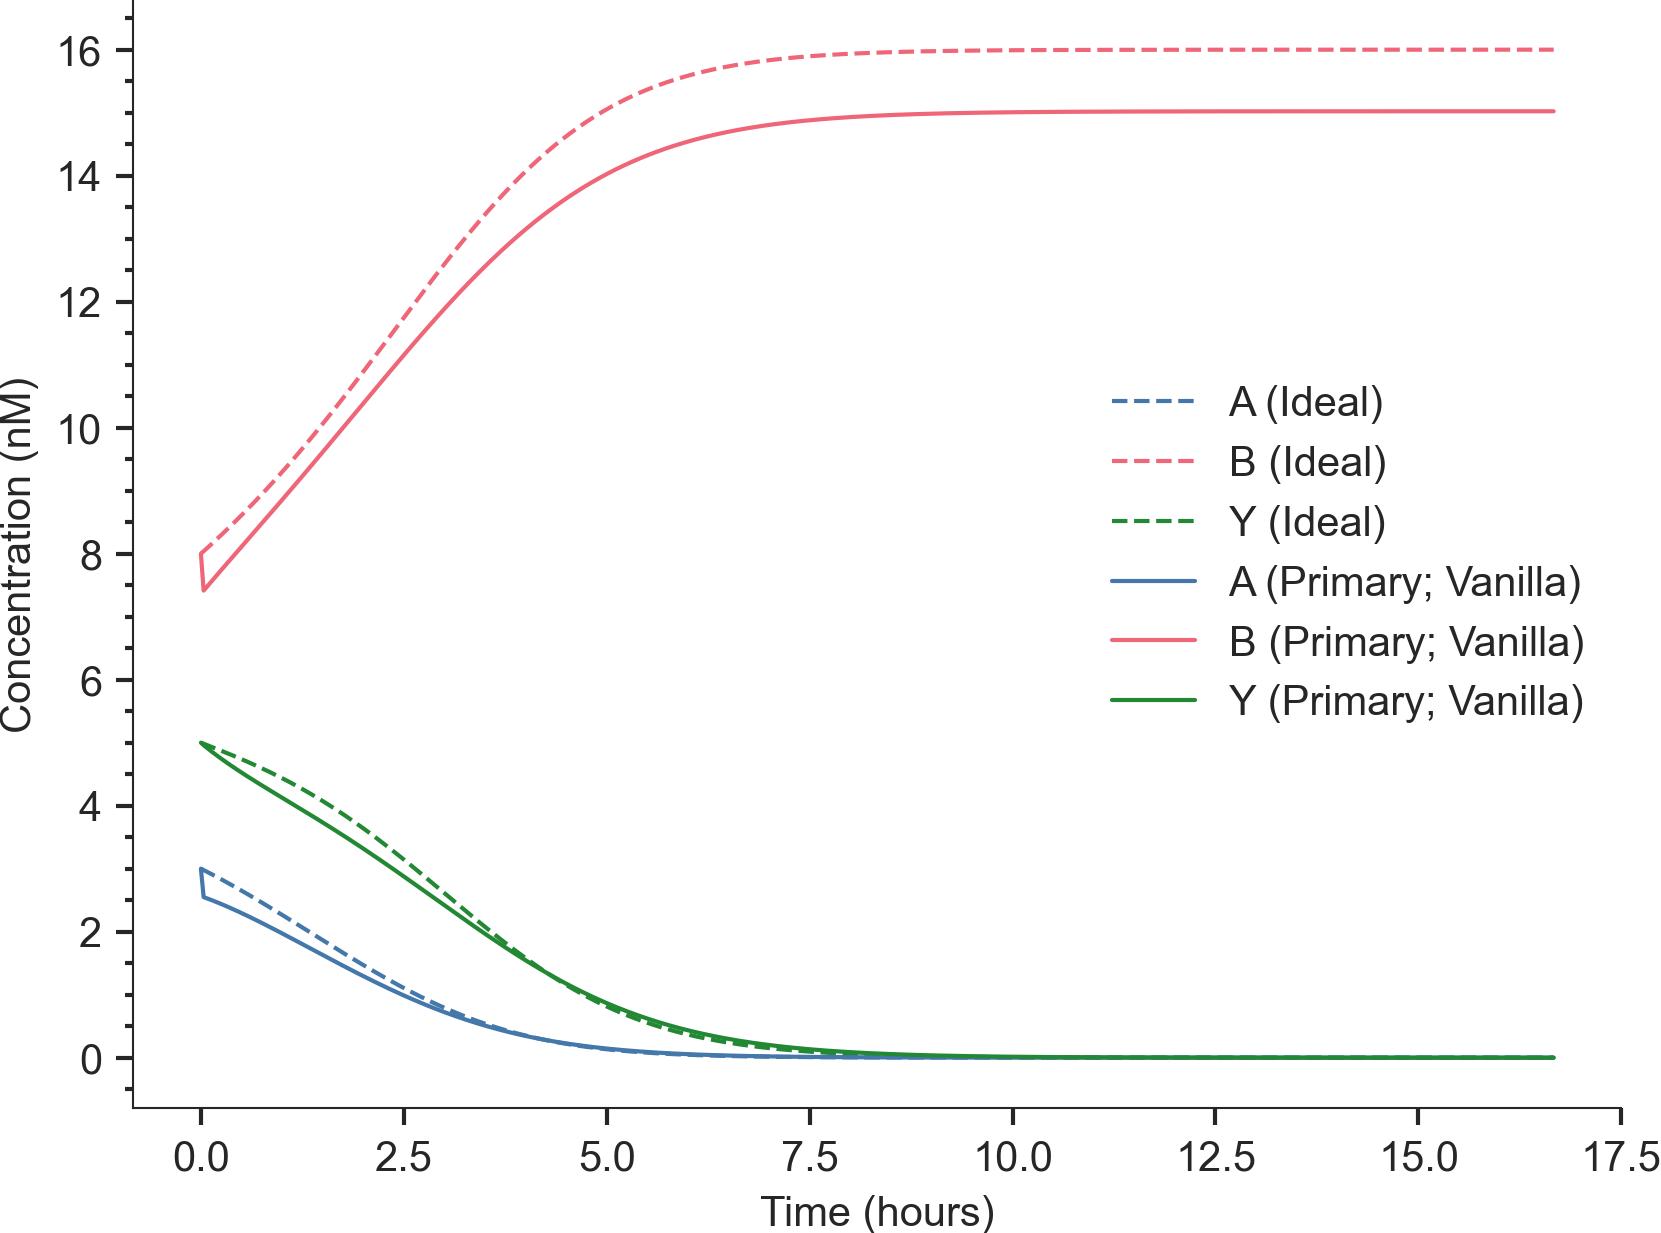 16
14
12
10
8
6
4
2
0
Concentration (nM)
A (Ideal)
B (Ideal)
Y (Ideal)
A (Primary; Vanilla)
B (Primary; Vanilla)
Y (Primary; Vanilla)
0.0 2.5 5.0 7.5 10.0 12.5 15.0 17.5
Time (hours)